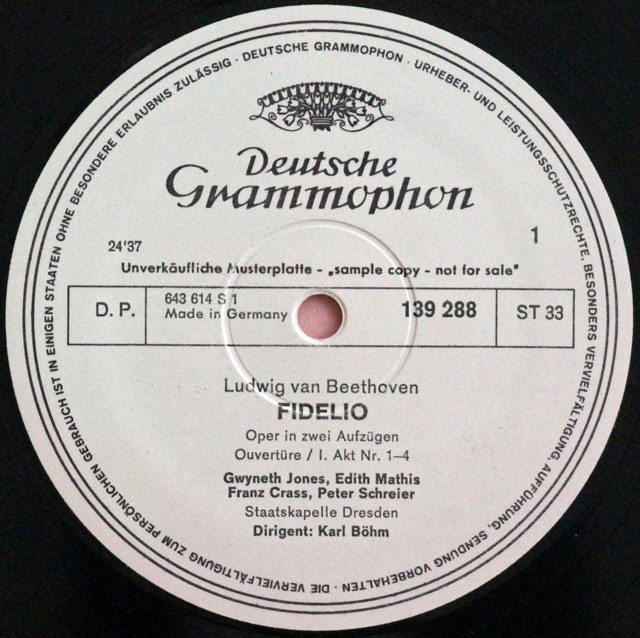 DEUTSCHE GRAMMOPHON · URHEBER- UND LEISTUNGSSCHUTZRECHTE, BESONDERS VERVIELFÄLTIGUNG, AUFFÜHRUNG, SENDUNG VORBEHALTEN · DIE VERVIELFÄLTIGUNG ZUM PERSÖNLICHEN GEBRAUCH IST IN EINIGEN STAATEN OHNE BESONDERE ERLAUBNIS ZULÄSSIG ·
Deutsche
Grammophon
24'37
1
Unverkäufliche Musterplatte - „sample copy - not for sale"
D. P.
643 614 S 1
Made in Germany
139 288
ST 33
Ludwig van Beethoven
FIDELIO
Oper in zwei Aufzügen
Ouvertüre / I. Akt Nr. 1–4
Gwyneth Jones, Edith Mathis
Franz Crass, Peter Schreier
Staatskapelle Dresden
Dirigent: Karl Böhm